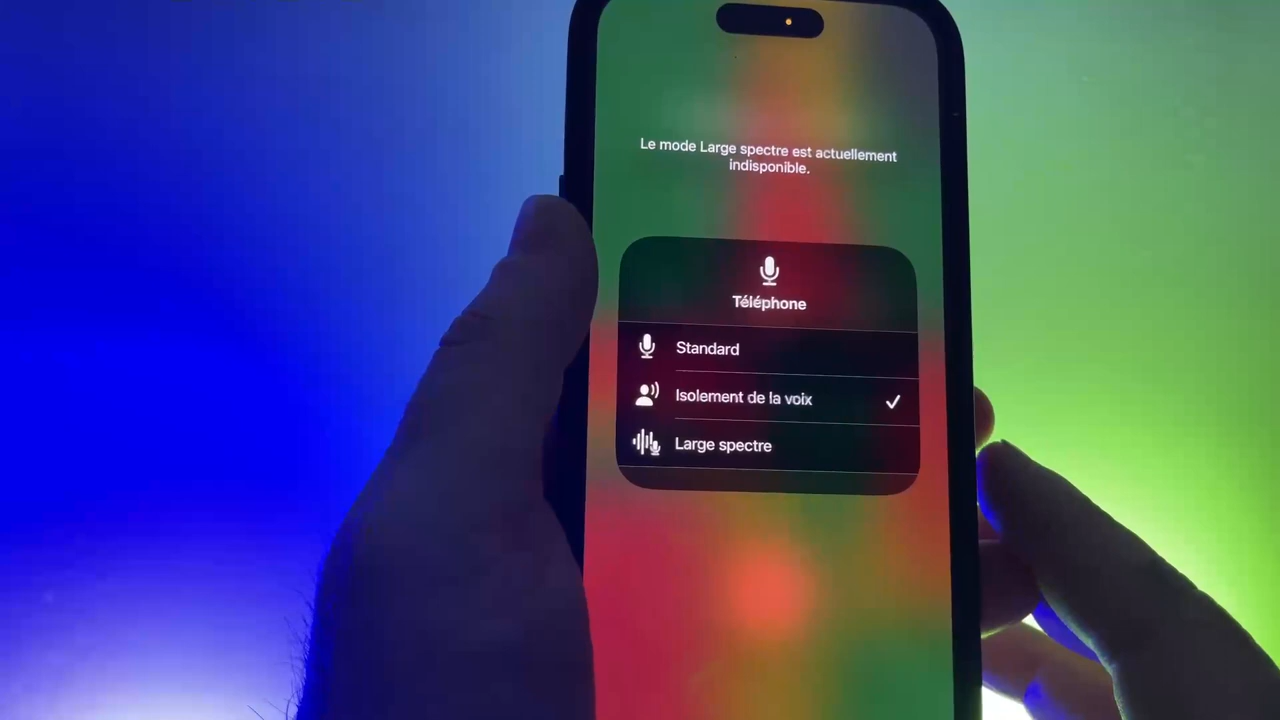 Le mode Large spectre est actuellement
indisponible.
Téléphone
Standard
Isolement de la voix
Large spectre